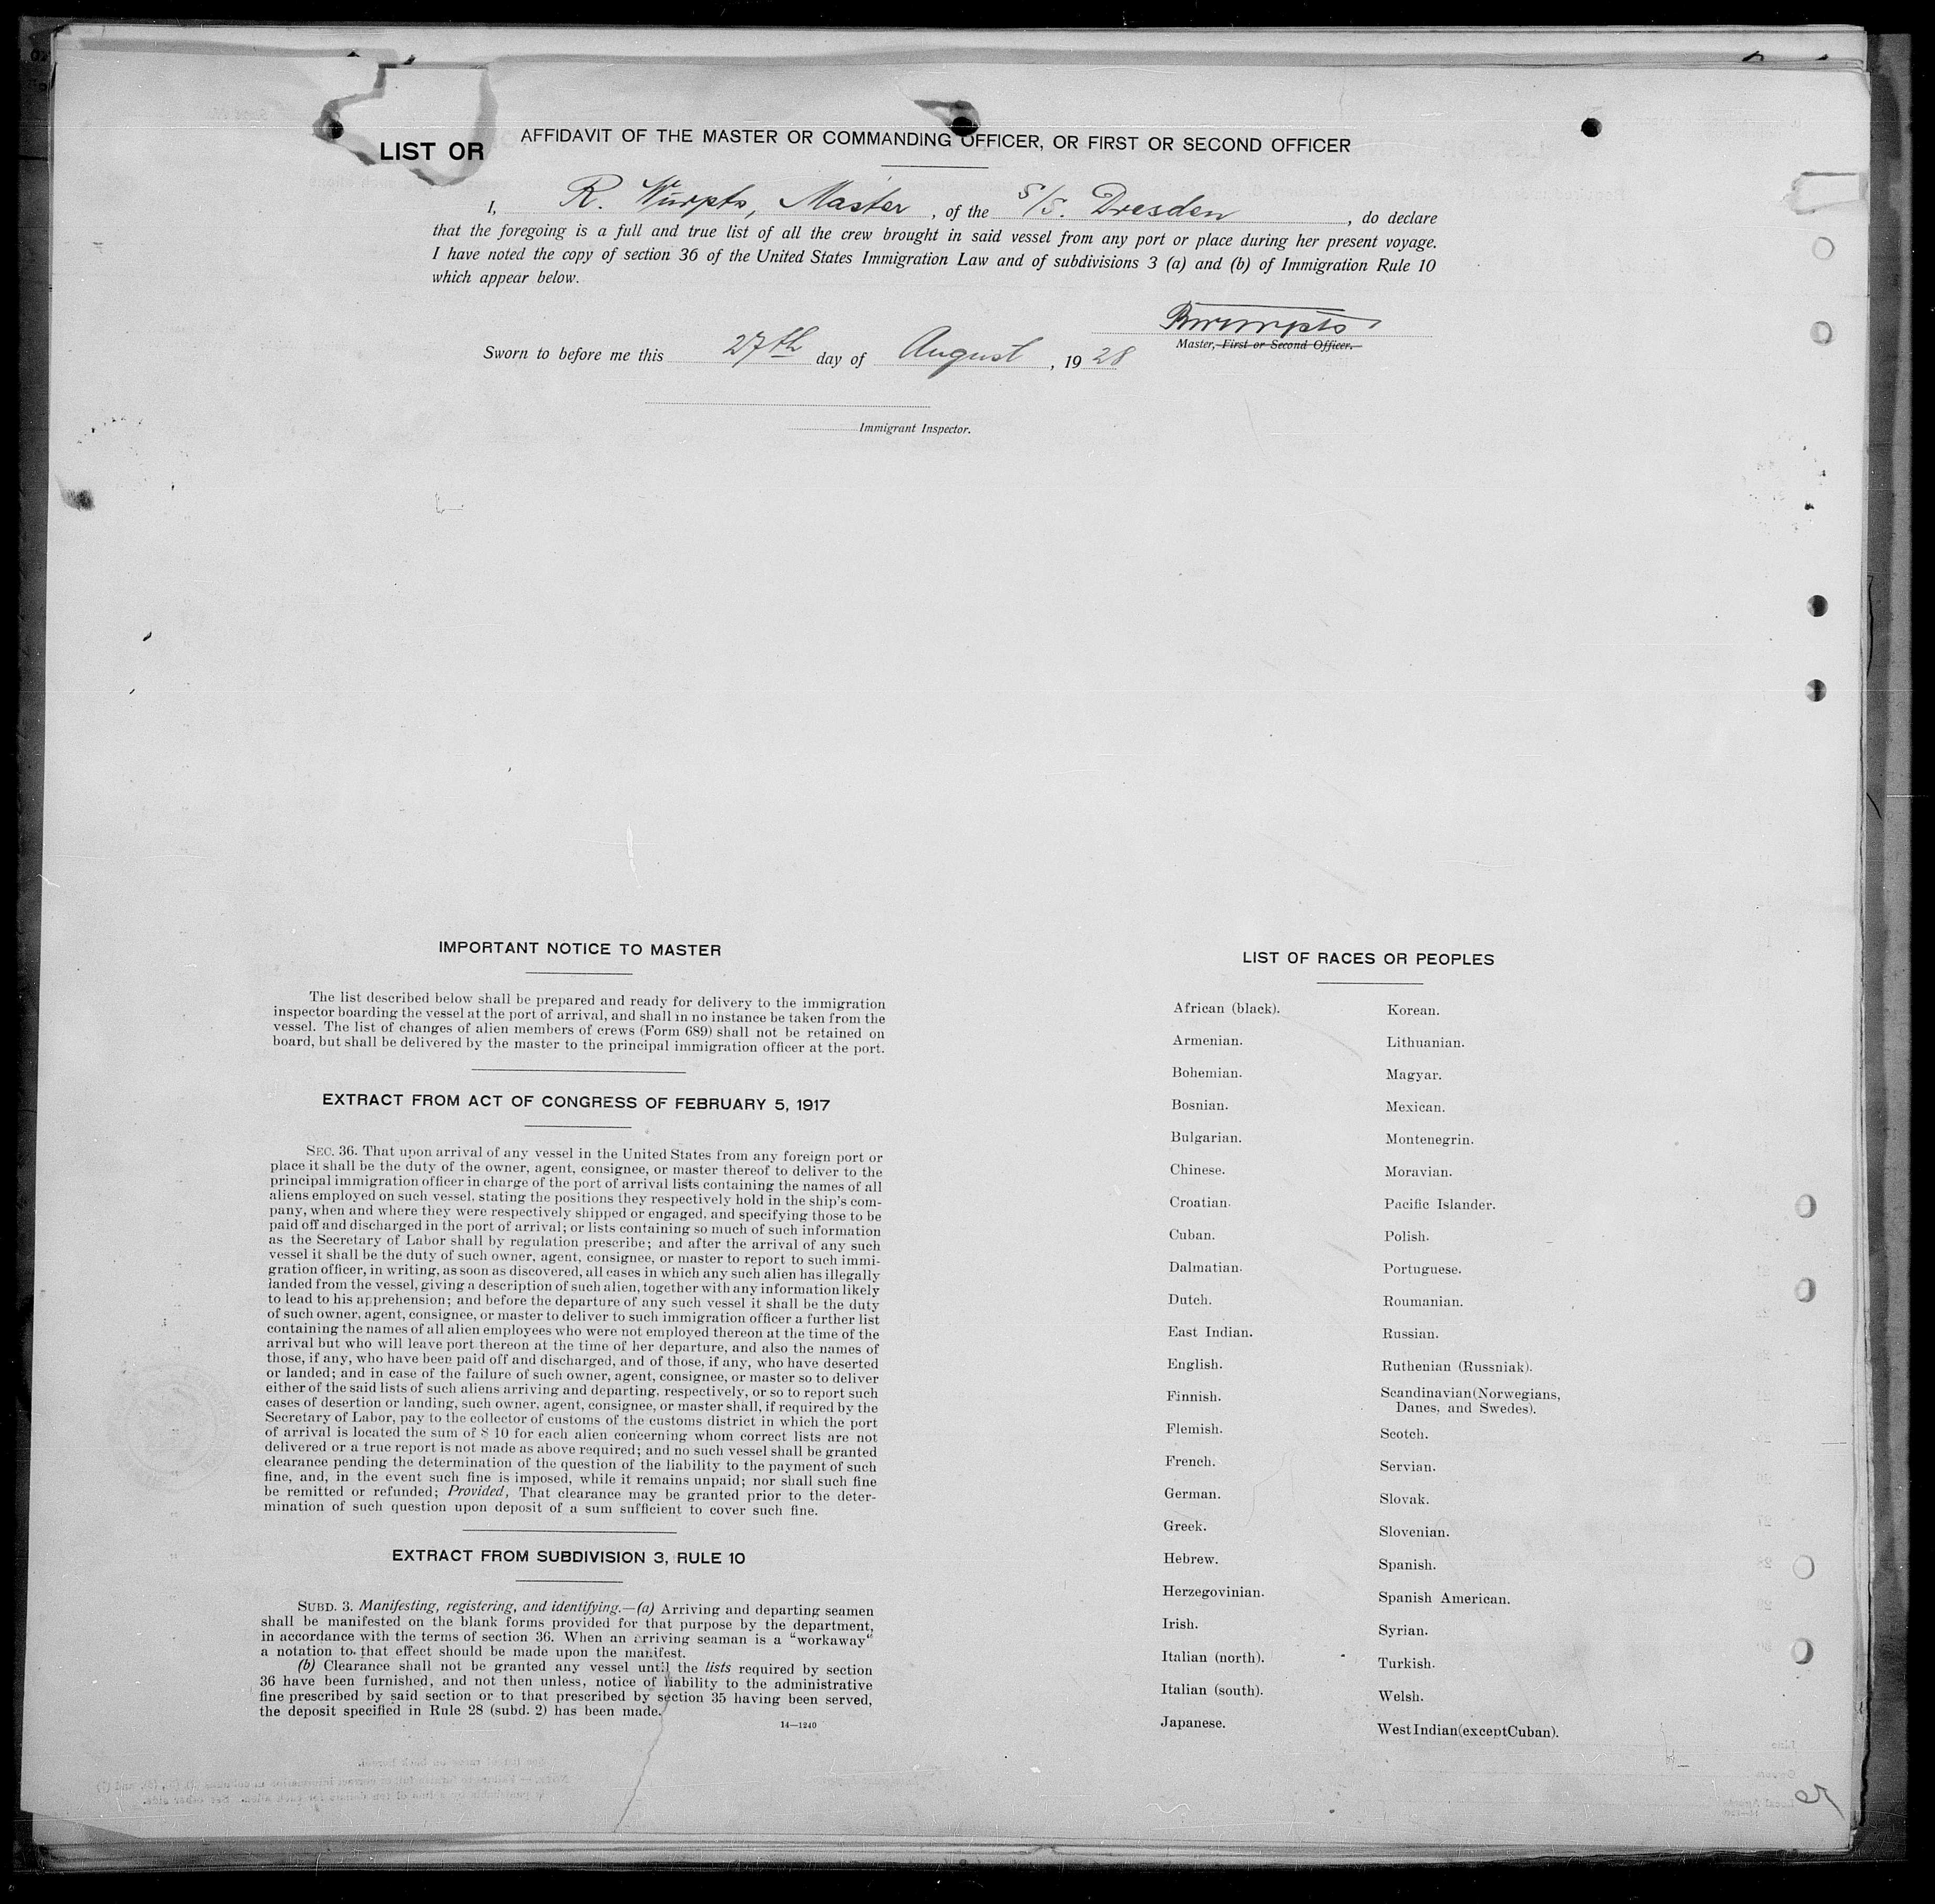 AFFIDAVIT OF THE MASTER OR COMMANDING OFFICER, OR FIRST OR SECOND OFFICER
LIST OR
I, R. Wurpts, Master, of the S/S. Dresden, do declare
that the foregoing is a full and true list of all the crew brought in said vessel from any port or place during her present voyage.
I have noted the copy of section 36 of the United States Immigration Law and of subdivisions 3 (a) and (b) of Immigration Rule 10
which appear below.
Master, First or Second Officer.
Sworn to before me this 27th day of August, 1928
Immigrant Inspector.
IMPORTANT NOTICE TO MASTER
The list described below shall be prepared and ready for delivery to the immigration
inspector boarding the vessel at the port of arrival, and shall in no instance be taken from the
vessel. The list of changes of alien members of crews (Form 689) shall not be retained on
board, but shall be delivered by the master to the principal immigration officer at the port.
EXTRACT FROM ACT OF CONGRESS OF FEBRUARY 5, 1917
SEC. 36. That upon arrival of any vessel in the United States from any foreign port or
place it shall be the duty of the owner, agent, consignee, or master thereof to deliver to the
principal immigration officer in charge of the port of arrival lists containing the names of all
aliens employed on such vessel, stating the positions they respectively hold in the ship's com-
pany, when and where they were respectively shipped or engaged, and specifying those to be
paid off and discharged in the port of arrival; or lists containing so much of such information
as the Secretary of Labor shall by regulation prescribe; and after the arrival of any such
vessel it shall be the duty of such owner, agent, consignee, or master to report to such immi-
gration officer, in writing, as soon as discovered, all cases in which any such alien has illegally
landed from the vessel, giving a description of such alien, together with any information likely
to lead to his apprehension; and before the departure of any such vessel it shall be the duty
of such owner, agent, consignee, or master to deliver to such immigration officer a further list
containing the names of all alien employees who were not employed thereon at the time of the
arrival but who will leave port thereon at the time of her departure, and also the names of
those, if any, who have been paid off and discharged, and of those, if any, who have deserted
or landed; and in case of the failure of such owner, agent, consignee, or master so to deliver
either of the said lists of such aliens arriving and departing, respectively, or so to report such
cases of desertion or landing, such owner, agent, consignee, or master shall, if required by the
Secretary of Labor, pay to the collector of customs of the customs district in which the port
of arrival is located the sum of $ 10 for each alien concerning whom correct lists are not
delivered or a true report is not made as above required; and no such vessel shall be granted
clearance pending the determination of the question of the liability to the payment of such
fine, and, in the event such fine is imposed, while it remains unpaid; nor shall such fine
be remitted or refunded; Provided, That clearance may be granted prior to the deter-
mination of such question upon deposit of a sum sufficient to cover such fine.
EXTRACT FROM SUBDIVISION 3, RULE 10
SUBD. 3. Manifesting, registering, and identifying.—(a) Arriving and departing seamen
shall be manifested on the blank forms provided for that purpose by the department,
in accordance with the terms of section 36. When an arriving seaman is a "workaway"
a notation to that effect should be made upon the manifest.
(b) Clearance shall not be granted any vessel until the lists required by section
36 have been furnished, and not then unless, notice of liability to the administrative
fine prescribed by said section or to that prescribed by section 35 having been served,
the deposit specified in Rule 28 (subd. 2) has been made.
14—1240
LIST OF RACES OR PEOPLES
African (black).
Armenian.
Bohemian.
Bosnian.
Bulgarian.
Chinese.
Croatian.
Cuban.
Dalmatian.
Dutch.
East Indian.
English.
Finnish.
Flemish.
French.
German.
Greek.
Hebrew.
Herzegovinian.
Irish.
Italian (north).
Italian (south).
Japanese.
Korean.
Lithuanian.
Magyar.
Mexican.
Montenegrin.
Moravian.
Pacific Islander.
Polish.
Portuguese.
Roumanian.
Russian.
Ruthenian (Russniak).
Scandinavian (Norwegians,
Danes, and Swedes).
Scotch.
Servian.
Slovak.
Slovenian.
Spanish.
Spanish American.
Syrian.
Turkish.
Welsh.
West Indian (except Cuban).